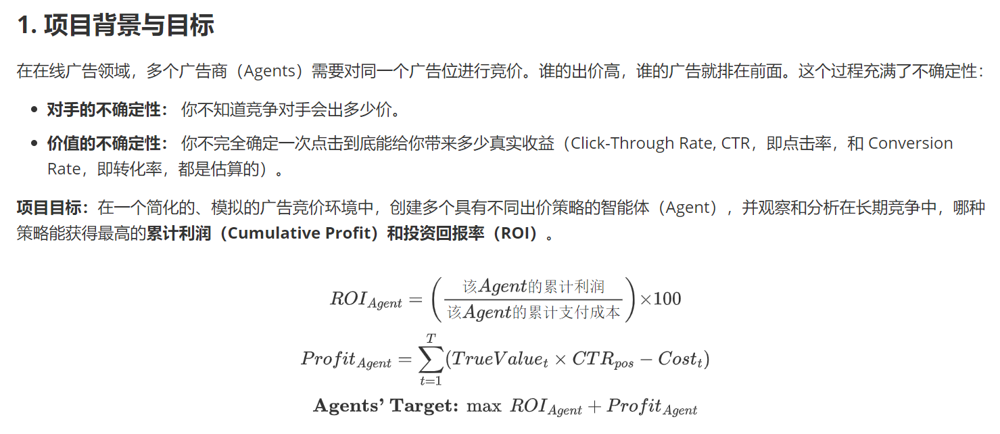 1. 项目背景与目标
在在线广告领域，多个广告商（Agents）需要对同一个广告位进行竞价。谁的出价高，谁的广告就排在前面。这个过程充满了不确定性：
• 对手的不确定性： 你不知道竞争对手会出多少价。
• 价值的不确定性： 你不完全确定一次点击到底能给你带来多少真实收益（Click-Through Rate, CTR，即点击率，和 Conversion
Rate，即转化率，都是估算的）。
项目目标：在一个简化的、模拟的广告竞价环境中，创建多个具有不同出价策略的智能体（Agent），并观察和分析在长期竞争中，哪种
策略能获得最高的累计利润（Cumulative Profit）和投资回报率（ROI）。
ROI_{Agent} = \left( \frac{该Agent的累计利润}{该Agent的累计支付成本} \right) × 100
Profit_{Agent} = \sum_{t=1}^{T} (TrueValue_t × CTR_{pos} − Cost_t)
Agents’ Target: max ROI_{Agent} + Profit_{Agent}